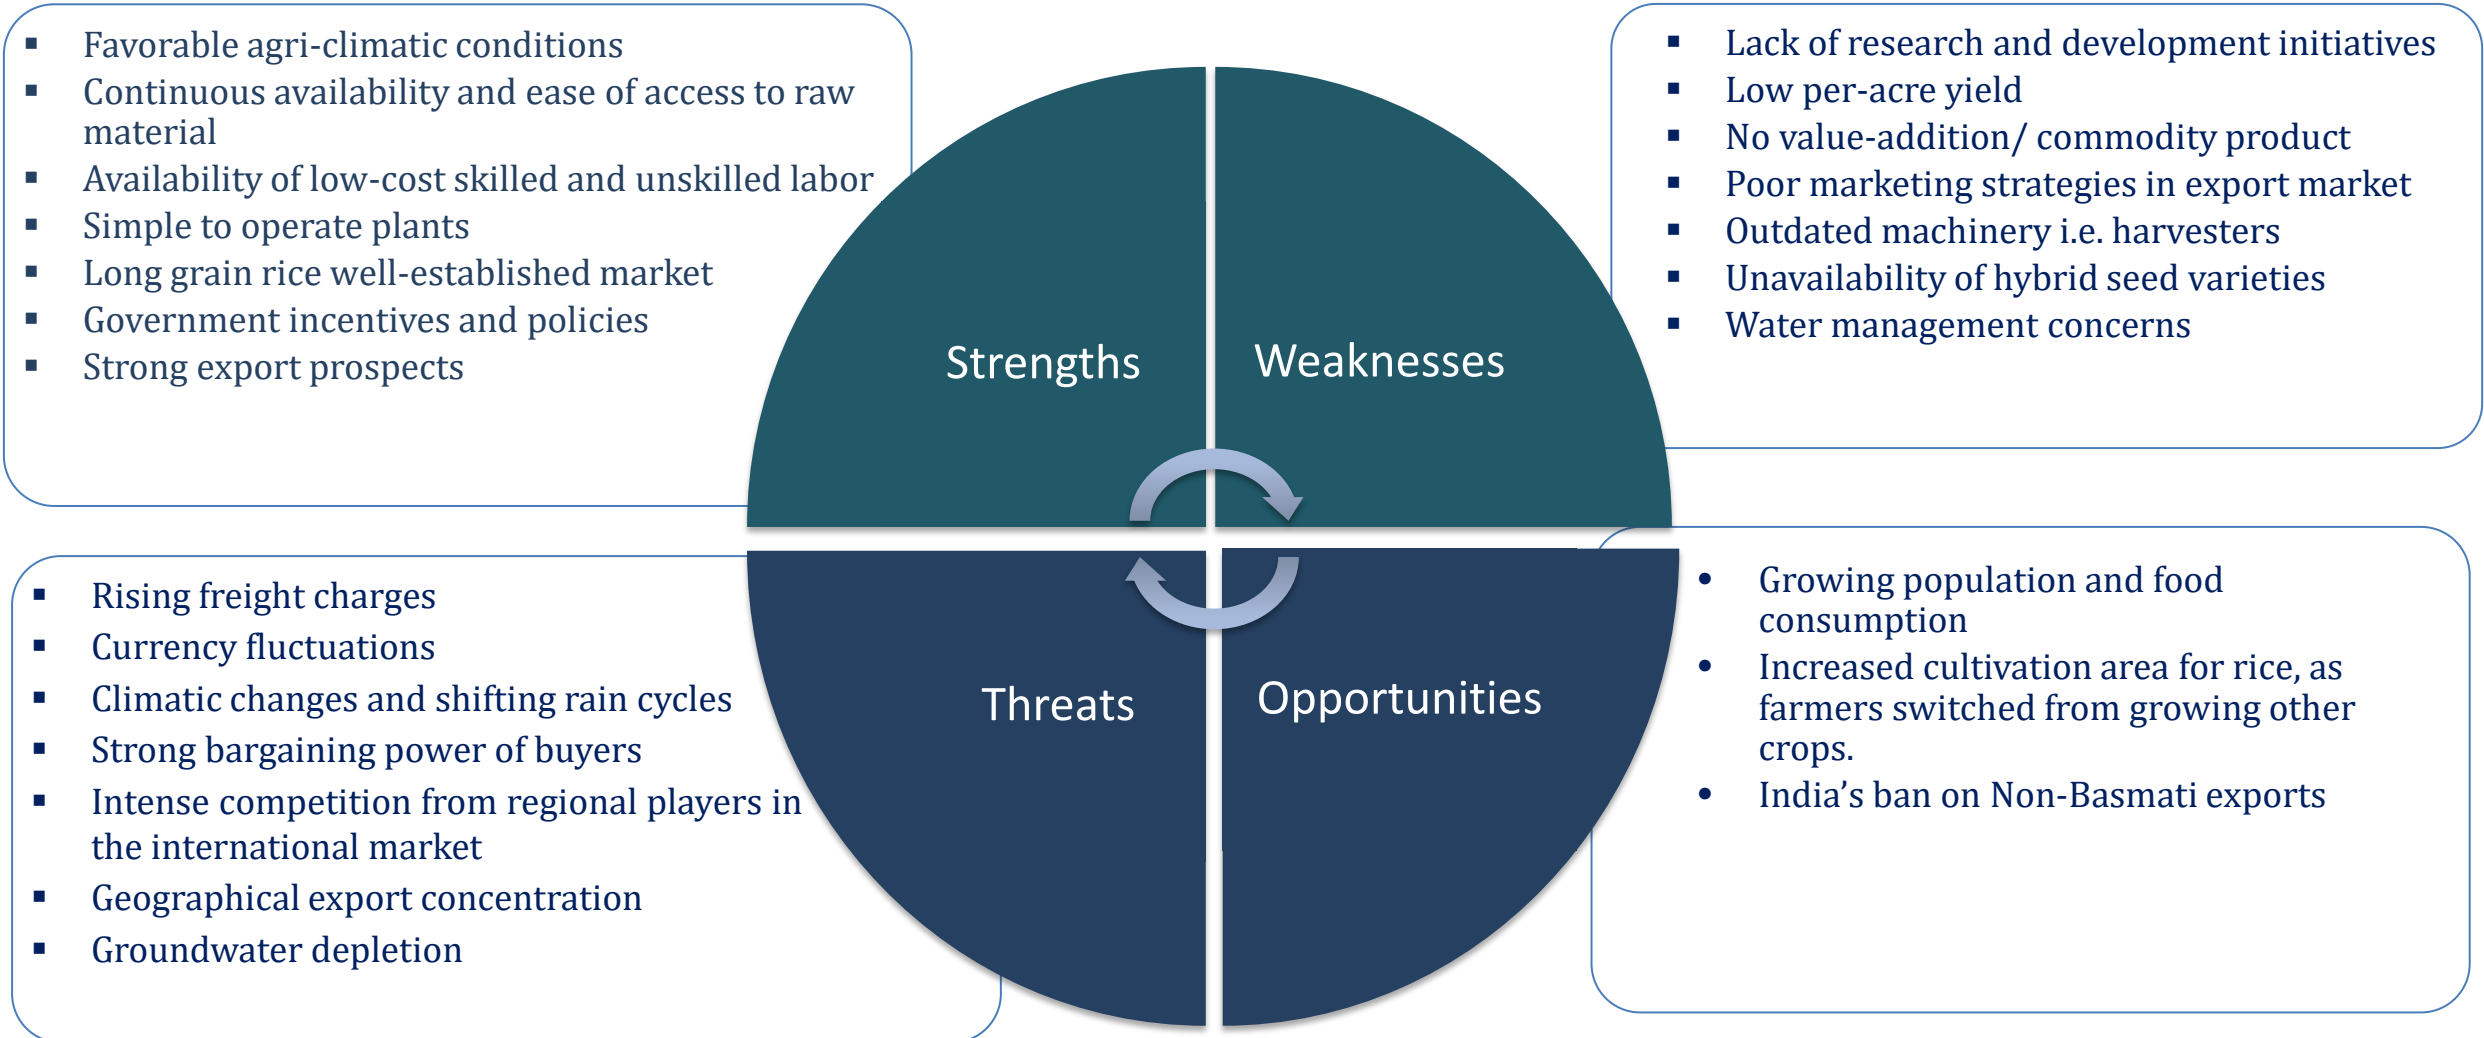 ▪ Favorable agri-climatic conditions
▪ Continuous availability and ease of access to raw
material
▪ Availability of low-cost skilled and unskilled labor
▪ Simple to operate plants
▪ Long grain rice well-established market
▪ Government incentives and policies
▪ Strong export prospects
Strengths
▪ Lack of research and development initiatives
▪ Low per-acre yield
▪ No value-addition/ commodity product
▪ Poor marketing strategies in export market
▪ Outdated machinery i.e. harvesters
▪ Unavailability of hybrid seed varieties
▪ Water management concerns
Weaknesses
▪ Rising freight charges
▪ Currency fluctuations
▪ Climatic changes and shifting rain cycles
▪ Strong bargaining power of buyers
▪ Intense competition from regional players in
the international market
▪ Geographical export concentration
▪ Groundwater depletion
Threats
Opportunities
• Growing population and food
consumption
• Increased cultivation area for rice, as
farmers switched from growing other
crops.
• India’s ban on Non-Basmati exports